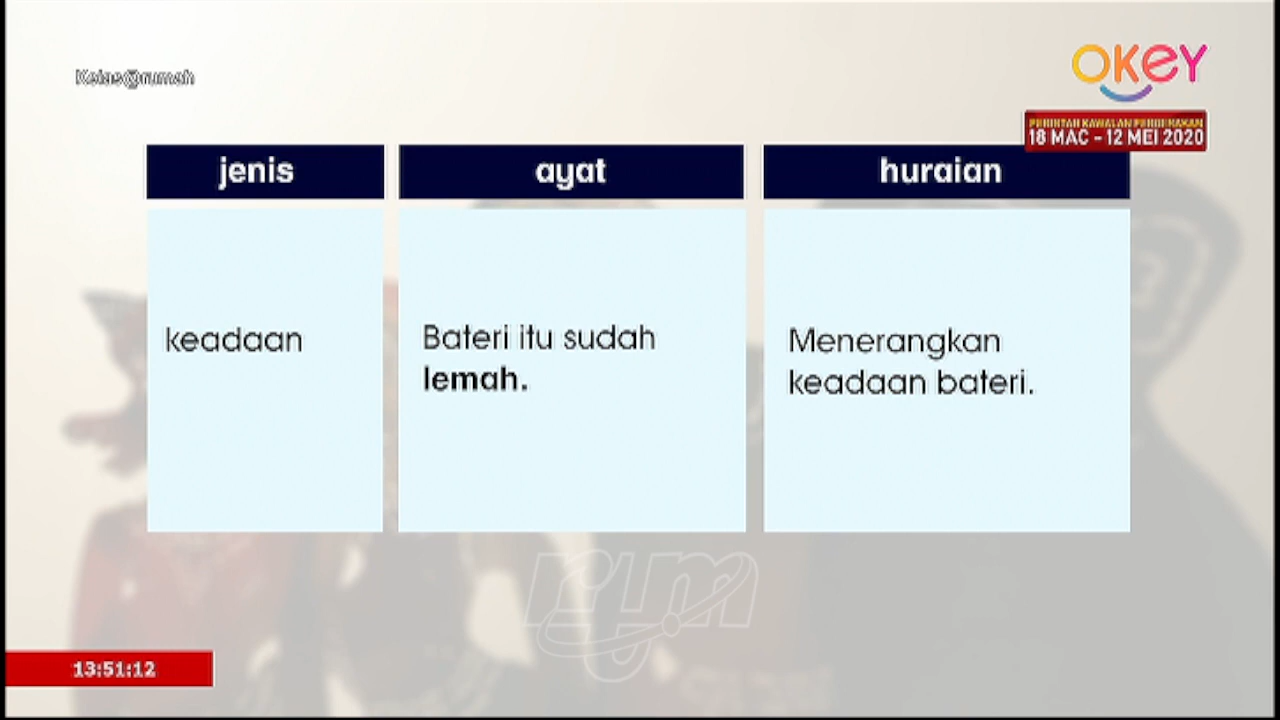 Kelas@rumah
OKEY
PERINTAH KAWALAN PERGERAKAN
18 MAC - 12 MEI 2020
jenis
ayat
huraian
keadaan
Bateri itu sudah
lemah.
Menerangkan
keadaan bateri.
rtm
13:51:12